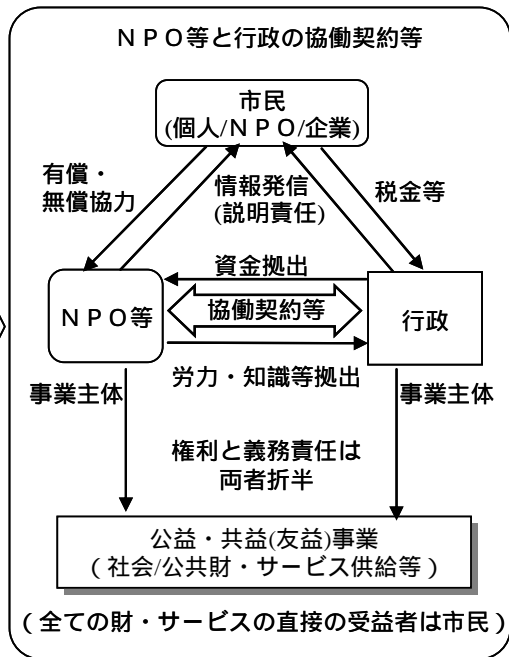 NPO等と行政の協働契約等
市民
(個人/NPO/企業)
有償・
無償協力
情報発信
(説明責任)
税金等
資金拠出
NPO等
協働契約等
行政
労力・知識等拠出
事業主体
事業主体
権利と義務責任は
両者折半
公益・共益(友益)事業
(社会/公共財・サービス供給等)
(全ての財・サービスの直接の受益者は市民)